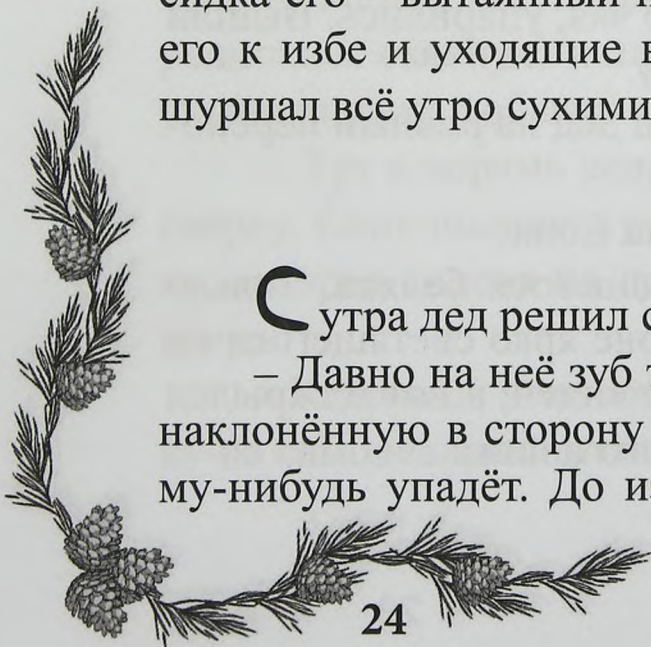 его к избе и уходящие
шуршал всё утро сухими
С утра дед решил
– Давно на неё зуб
наклонённую в сторону
му-нибудь упадёт. До
24